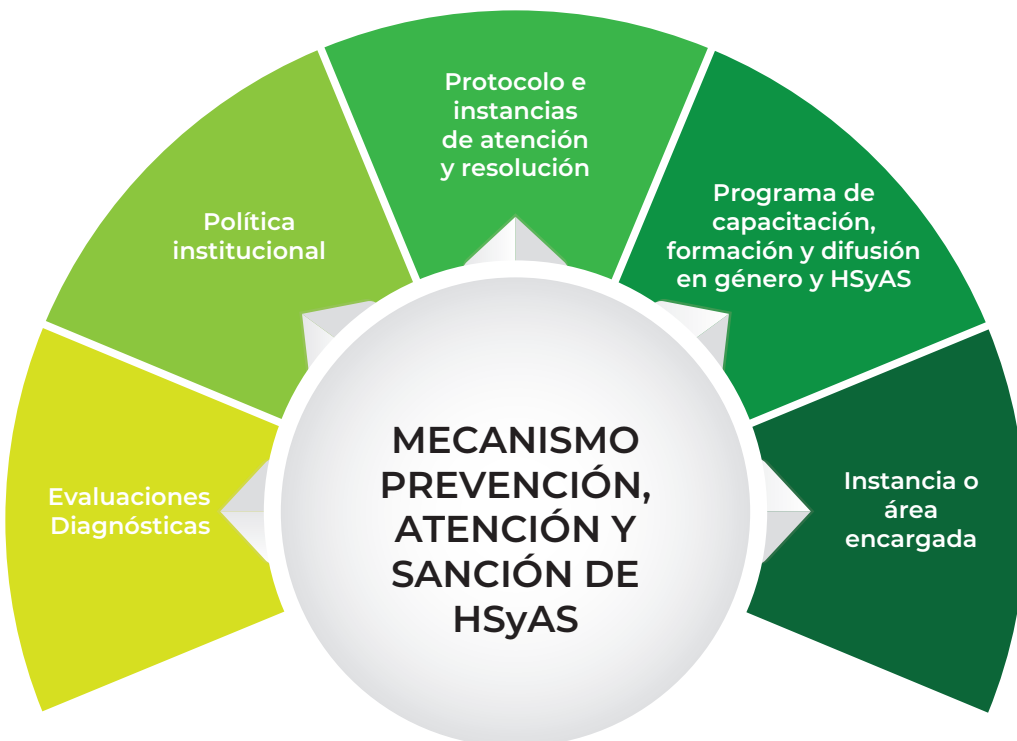 Protocolo e
instancias
de atención
y resolución
Política
institucional
Programa de
capacitación,
formación y difusión
en género y HSyAS
Evaluaciones
Diagnósticas
Instancia o
área
encargada
MECANISMO
PREVENCIÓN,
ATENCIÓN Y
SANCIÓN DE
HSyAS